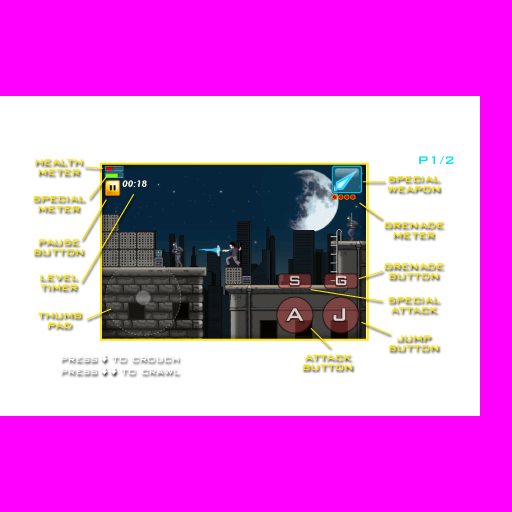 P1/2
HEALTH
METER
SPECIAL
METER
PAUSE
BUTTON
LEVEL
TIMER
THUMB
PAD
00:18
SPECIAL
WEAPON
GRENADE
METER
GRENADE
BUTTON
SPECIAL
ATTACK
JUMP
BUTTON
ATTACK
BUTTON
S
G
A
J
PRESS TO CROUCH
PRESS TO CRAWL